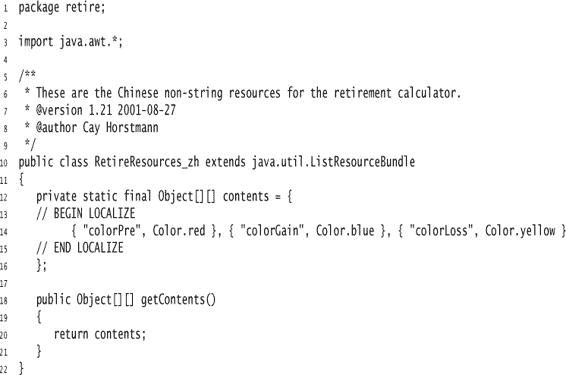 1 package retire;
2
3 import java.awt.*;
4
5 /**
6  * These are the Chinese non-string resources for the retirement calculator.
7  * @version 1.21 2001-08-27
8  * @author Cay Horstmann
9  */
10 public class RetireResources_zh extends java.util.ListResourceBundle
11 {
12    private static final Object[][] contents = {
13    // BEGIN LOCALIZE
14          { "colorPre", Color.red }, { "colorGain", Color.blue }, { "colorLoss", Color.yellow }
15    // END LOCALIZE
16    };
17
18    public Object[][] getContents()
19    {
20       return contents;
21    }
22 }